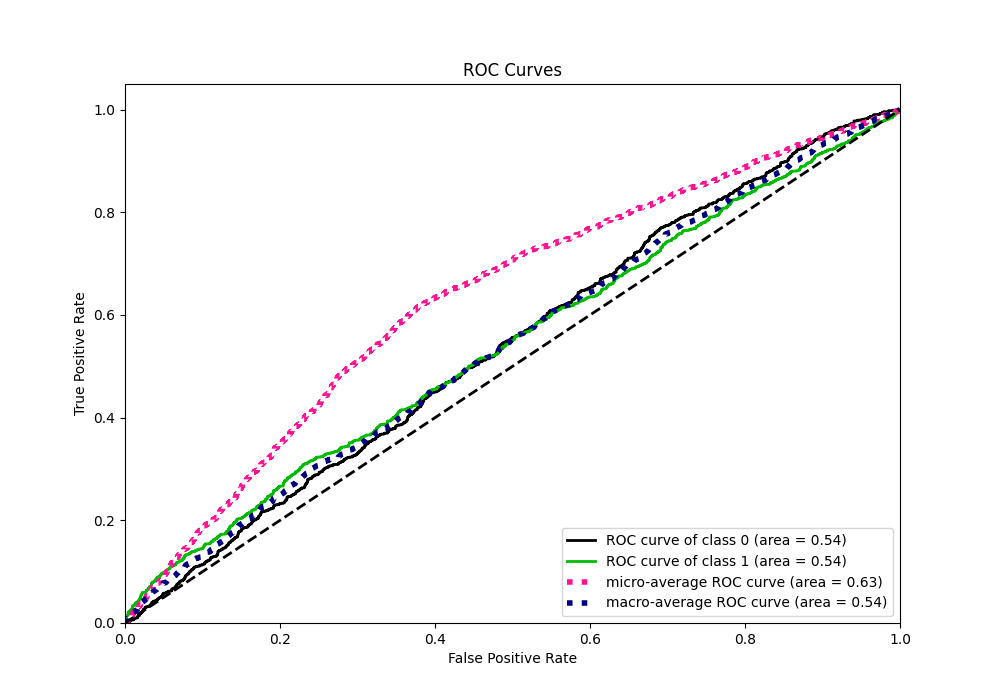 ROC Curves
True Positive Rate
1.0
0.8
0.6
0.4
0.2
0.0
ROC curve of class 0 (area = 0.54)
ROC curve of class 1 (area = 0.54)
micro-average ROC curve (area = 0.63)
macro-average ROC curve (area = 0.54)
0.0 0.2 0.4 0.6 0.8 1.0
False Positive Rate